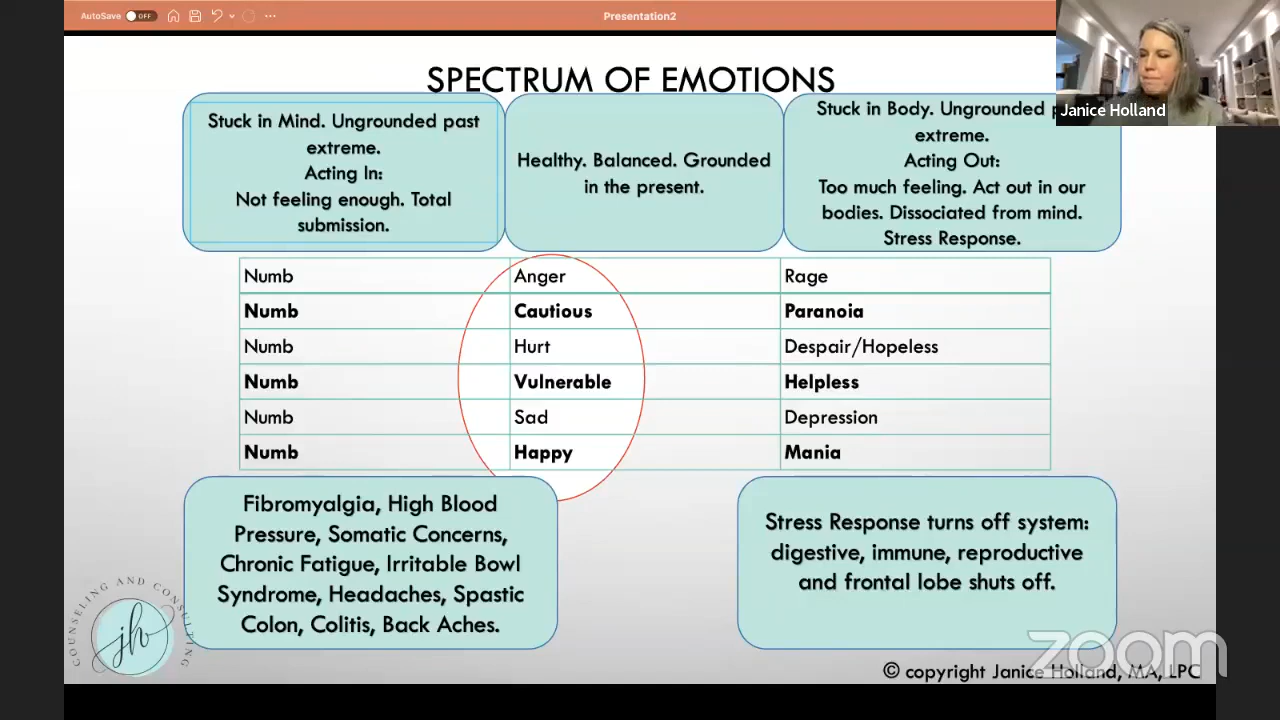 AutoSave OFF
Presentation2
Janice Holland
SPECTRUM OF EMOTIONS
Stuck in Mind. Ungrounded past
extreme.
Acting In:
Not feeling enough. Total
submission.
Healthy. Balanced. Grounded
in the present.
Stuck in Body. Ungrounded
extreme.
Acting Out:
Too much feeling. Act out in our
bodies. Dissociated from mind.
Stress Response.
Numb Anger Rage
Numb Cautious Paranoia
Numb Hurt Despair/Hopeless
Numb Vulnerable Helpless
Numb Sad Depression
Numb Happy Mania
Fibromyalgia, High Blood
Pressure, Somatic Concerns,
Chronic Fatigue, Irritable Bowl
Syndrome, Headaches, Spastic
Colon, Colitis, Back Aches.
Stress Response turns off system:
digestive, immune, reproductive
and frontal lobe shuts off.
COUNSELING AND CONSULTING
jh
zoom
© copyright Janice Holland, MA, LPC